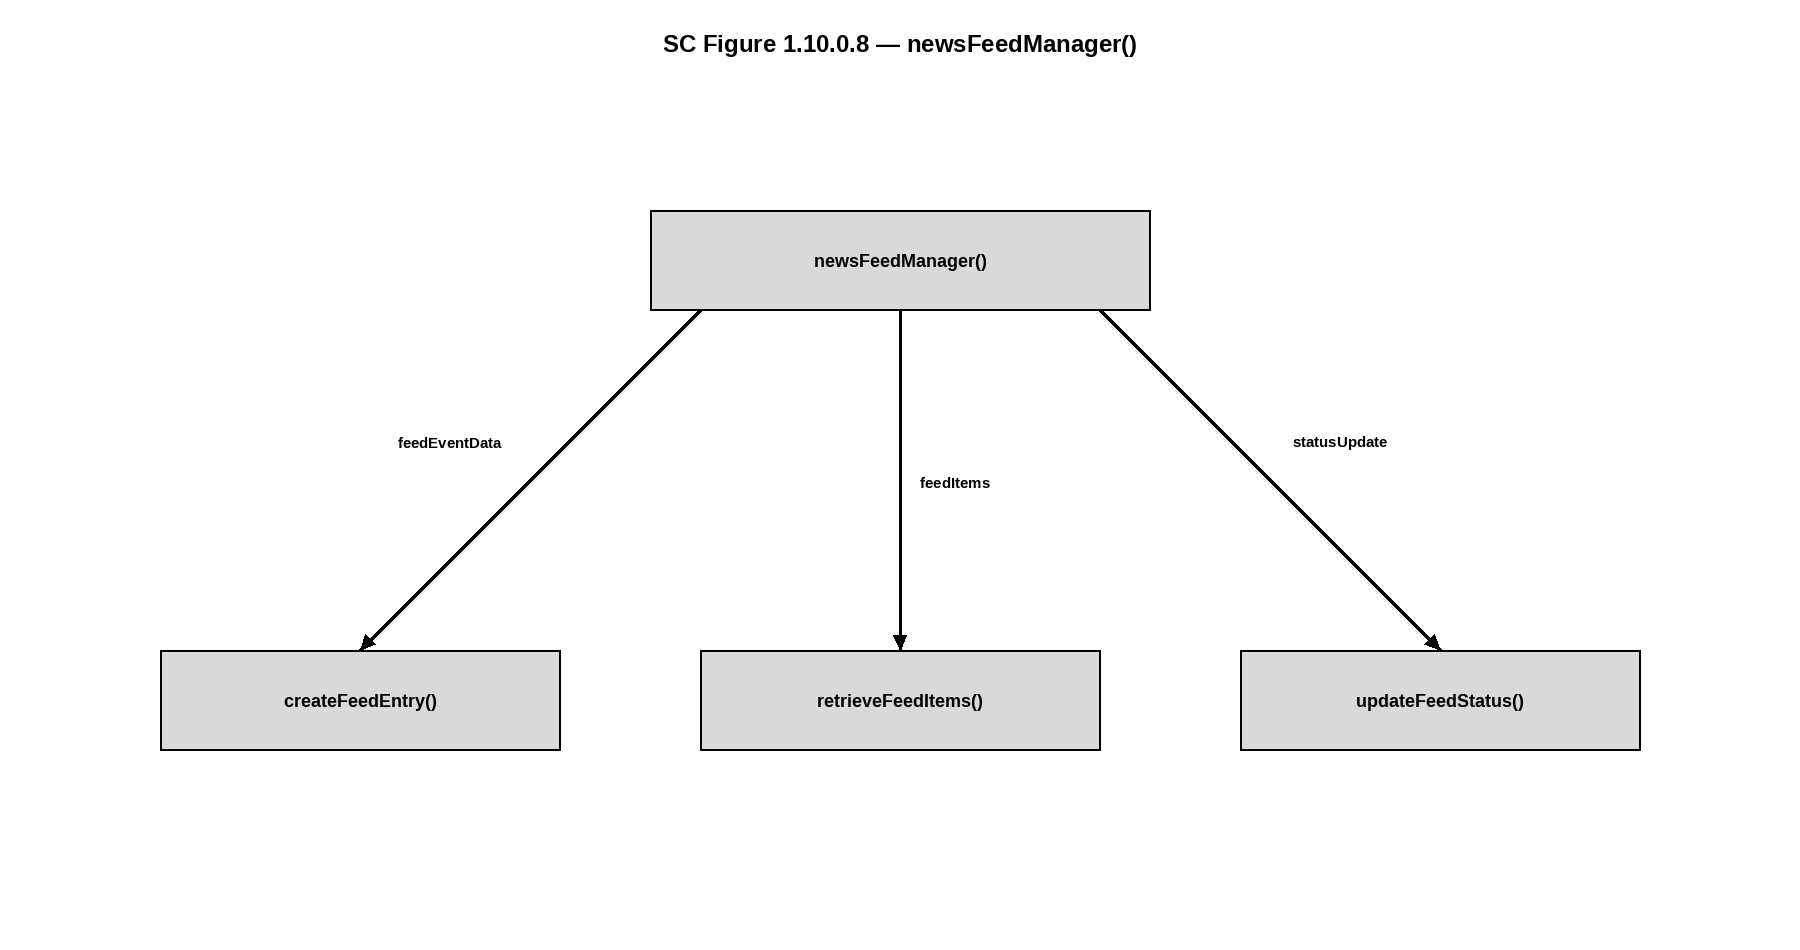 SC Figure 1.10.0.8 — newsFeedManager()
newsFeedManager()
feedEventData
statusUpdate
feedItems
createFeedEntry()
retrieveFeedItems()
updateFeedStatus()